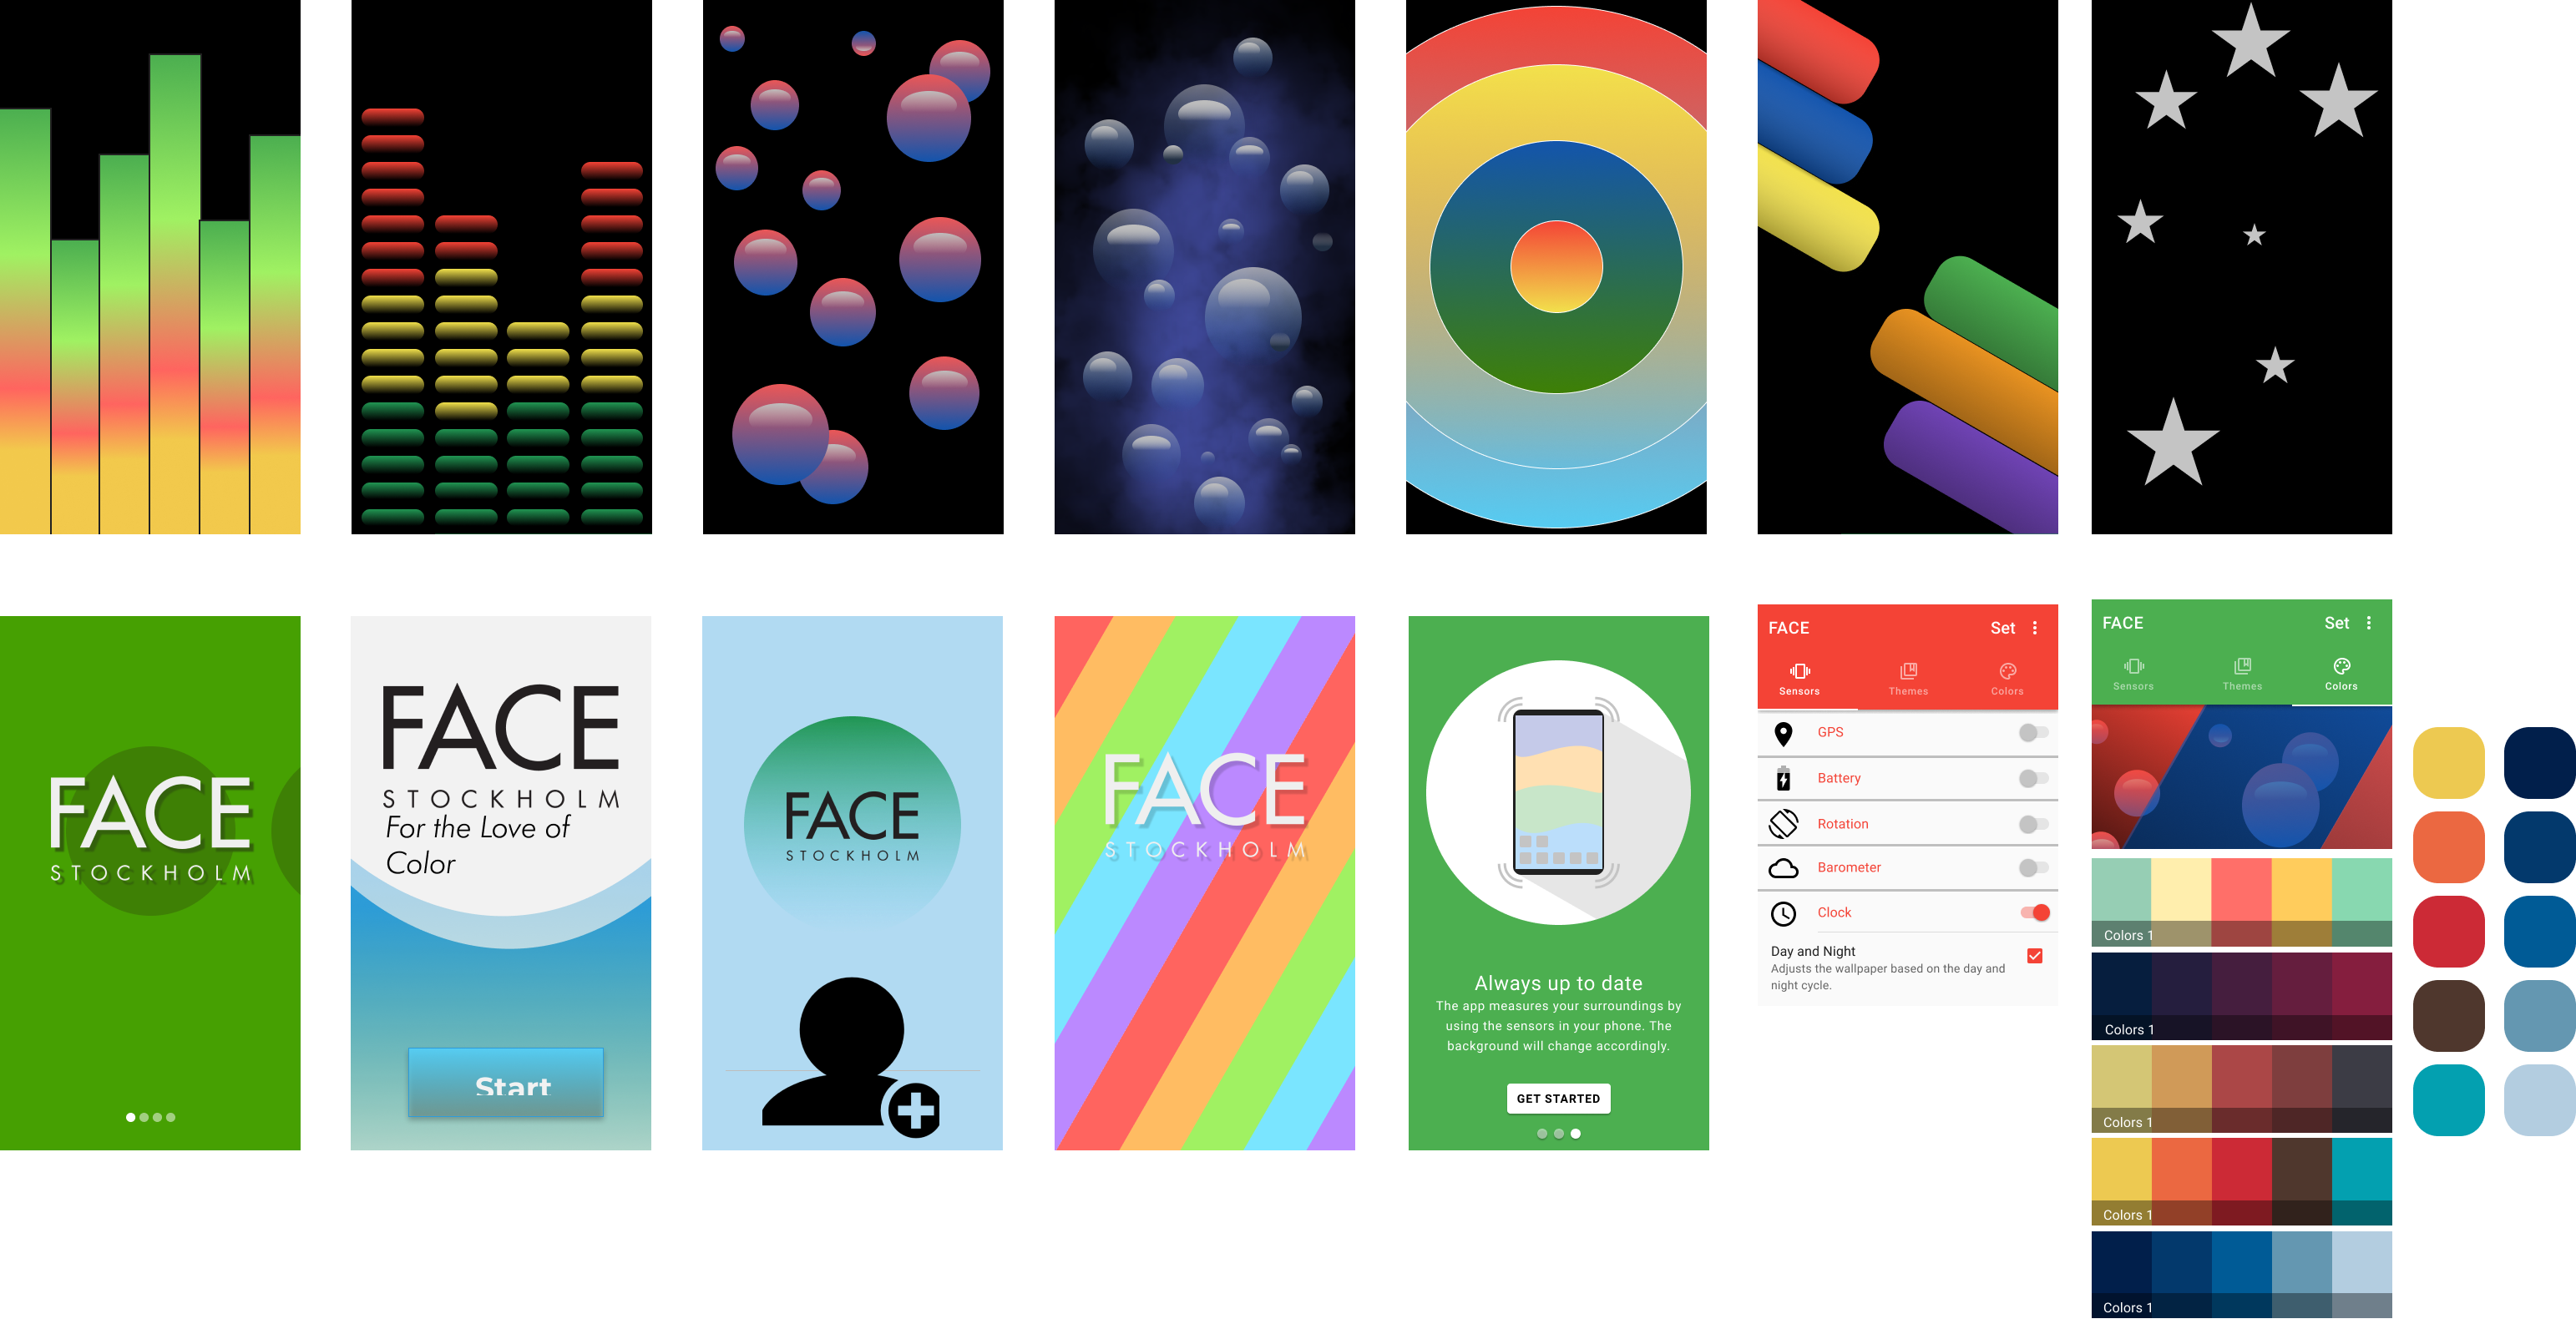 FACE
STOCKHOLM
FACE
STOCKHOLM
For the Love of
Color
Start
FACE
STOCKHOLM
FACE
STOCKHOLM
Always up to date
The app measures your surroundings by
using the sensors in your phone. The
background will change accordingly.
GET STARTED
FACE
Set
Sensors
Themes
Colors
GPS
Battery
Rotation
Barometer
Clock
Day and Night
Adjusts the wallpaper based on the day and
night cycle.
FACE
Set
Sensors
Themes
Colors
Colors 1
Colors 1
Colors 1
Colors 1
Colors 1